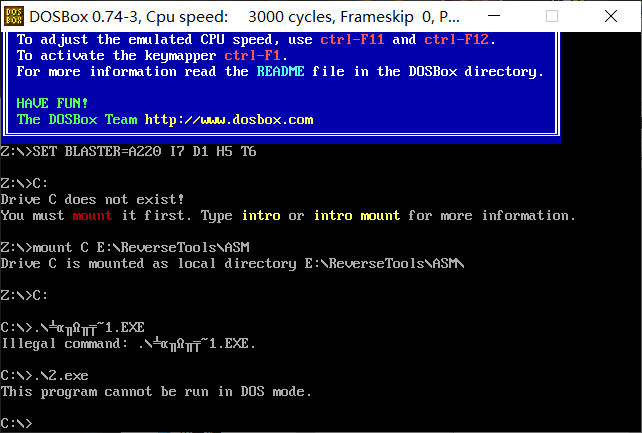 DOSBox 0.74-3, Cpu speed: 3000 cycles, Frameskip 0, P...
To adjust the emulated CPU speed, use ctrl-F11 and ctrl-F12.
To activate the keymapper ctrl-F1.
For more information read the README file in the DOSBox directory.
HAVE FUN!
The DOSBox Team http://www.dosbox.com
Z:\>SET BLASTER=A220 I7 D1 H5 T6
Z:\>C:
Drive C does not exist!
You must mount it first. Type intro or intro mount for more information.
Z:\>mount C E:\ReverseTools\ASM
Drive C is mounted as local directory E:\ReverseTools\ASM\
Z:\>C:
C:\>.\╧α╖Ω╖╤~1.EXE
Illegal command: .\╧α╖Ω╖╤~1.EXE.
C:\>.\2.exe
This program cannot be run in DOS mode.
C:\>